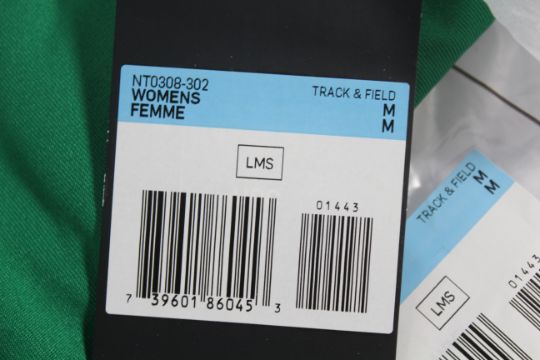 NT0308-302
WOMENS
FEMME
TRACK & FIELD
M
M
LMS
01443
7 39601 86045 3
TRACK & FIELD
M
M
LMS
01443